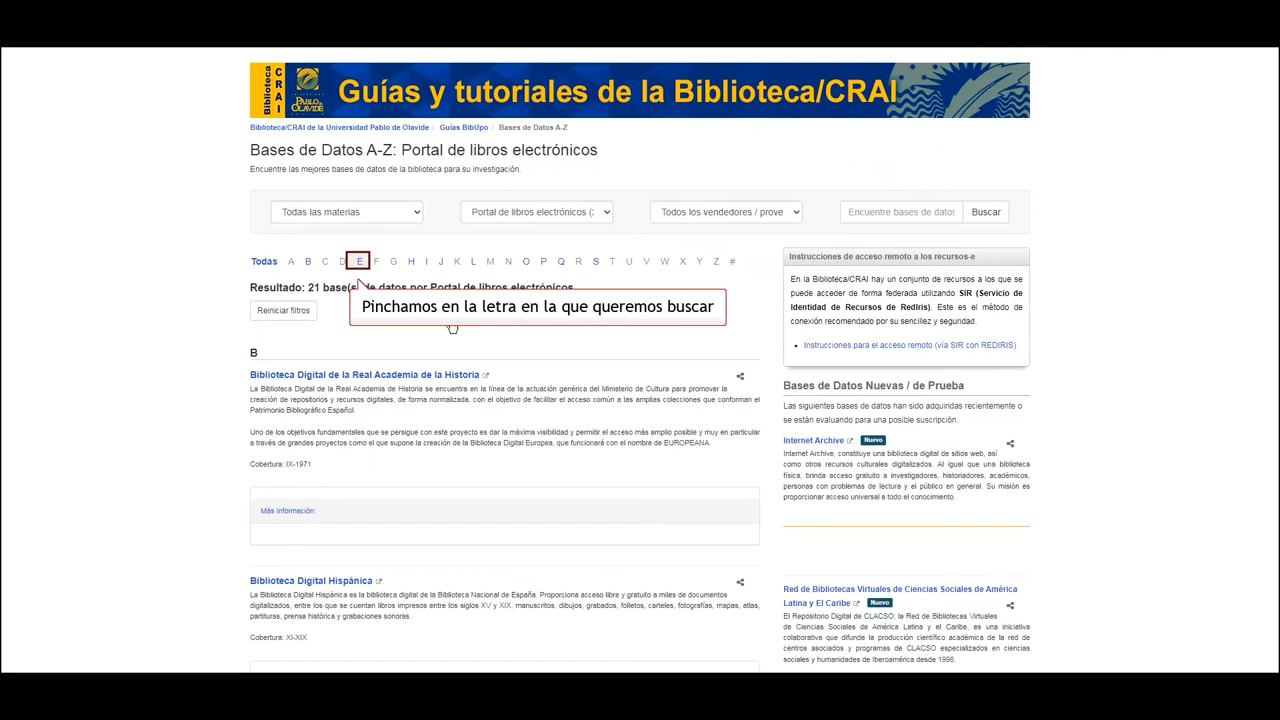 Biblioteca
CRAI
UNIVERSIDAD
PABLO
OLAVIDE
Guías y tutoriales de la Biblioteca/CRAI
Biblioteca/CRAI de la Universidad Pablo de Olavide / Guías BibUpo / Bases de Datos A-Z
Bases de Datos A-Z: Portal de libros electrónicos
Encuentre las mejores bases de datos de la biblioteca para su investigación.
Todas las materias
Portal de libros electrónicos (
Todos los vendedores / prove
Encuentre bases de datos
Buscar
Todas A B C D E F G H I J K L M N O P Q R S T U V W X Y Z #
Resultado: 21 base(s) de datos por Portal de libros electrónicos
Pinchamos en la letra en la que queremos buscar
Reiniciar filtros
B
Biblioteca Digital de la Real Academia de la Historia
La Biblioteca Digital de la Real Academia de Historia se encuentra en la línea de la actuación genérica del Ministerio de Cultura para promover la
creación de repositorios y recursos digitales, de forma normalizada, con el objetivo de facilitar el acceso común a las amplias colecciones que conforman el
Patrimonio Bibliográfico Español.
Uno de los objetivos fundamentales que se persigue con este proyecto es dar la máxima visibilidad y permitir el acceso más amplio posible y muy en particular
a través de grandes proyectos como el que supone la creación de la Biblioteca Digital Europea, que funcionará con el nombre de EUROPEANA.
Cobertura: IX-1971
Más Información:
Biblioteca Digital Hispánica
La Biblioteca Digital Hispánica es la biblioteca digital de la Biblioteca Nacional de España. Proporciona acceso libre y gratuito a miles de documentos
digitalizados, entre los que se cuentan libros impresos entre los siglos XV y XIX, manuscritos, dibujos, grabados, folletos, carteles, fotografías, mapas, atlas,
partituras, prensa histórica y grabaciones sonoras.
Cobertura: XI-XIX
Instrucciones de acceso remoto a los recursos-e
En la Biblioteca/CRAI hay un conjunto de recursos a los que se
puede acceder de forma federada utilizando SIR (Servicio de
Identidad de Recursos de RedIris). Este es el método de
conexión recomendado por su sencillez y seguridad.
Instrucciones para el acceso remoto (vía SIR con REDIRIS)
Bases de Datos Nuevas / de Prueba
Las siguientes bases de datos han sido adquiridas recientemente o
se están evaluando para una posible suscripción.
Internet Archive Nuevo
Internet Archive, constituye una biblioteca digital de sitios web, así
como otros recursos culturales digitalizados. Al igual que una biblioteca
física, brinda acceso gratuito a investigadores, historiadores, académicos,
personas con problemas de lectura y el público en general. Su misión es
proporcionar acceso universal a todo el conocimiento.
Red de Bibliotecas Virtuales de Ciencias Sociales de América
Latina y El Caribe Nuevo
El Repositorio Digital de CLACSO, la Red de Bibliotecas Virtuales
de Ciencias Sociales de América Latina y el Caribe, es una iniciativa
colaborativa que difunde la producción científico académica de la red de
centros asociados y programas de CLACSO especializados en ciencias
sociales y humanidades de Iberoamérica desde 1998.